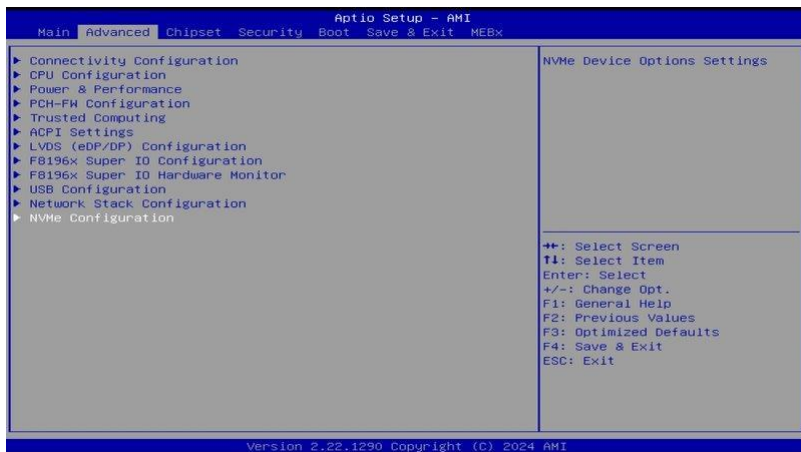 Aptio Setup - AMI
Main Advanced Chipset Security Boot Save & Exit MEBx
Connectivity Configuration
CPU Configuration
Power & Performance
PCH-FW Configuration
Trusted Computing
ACPI Settings
LVDS (eDP/DP) Configuration
F8196x Super IO Configuration
F8196x Super IO Hardware Monitor
USB Configuration
Network Stack Configuration
NVMe Configuration
NVMe Device Options Settings
→←: Select Screen
↑↓: Select Item
Enter: Select
+/-: Change Opt.
F1: General Help
F2: Previous Values
F3: Optimized Defaults
F4: Save & Exit
ESC: Exit
Version 2.22.1290 Copyright (C) 2024 AMI